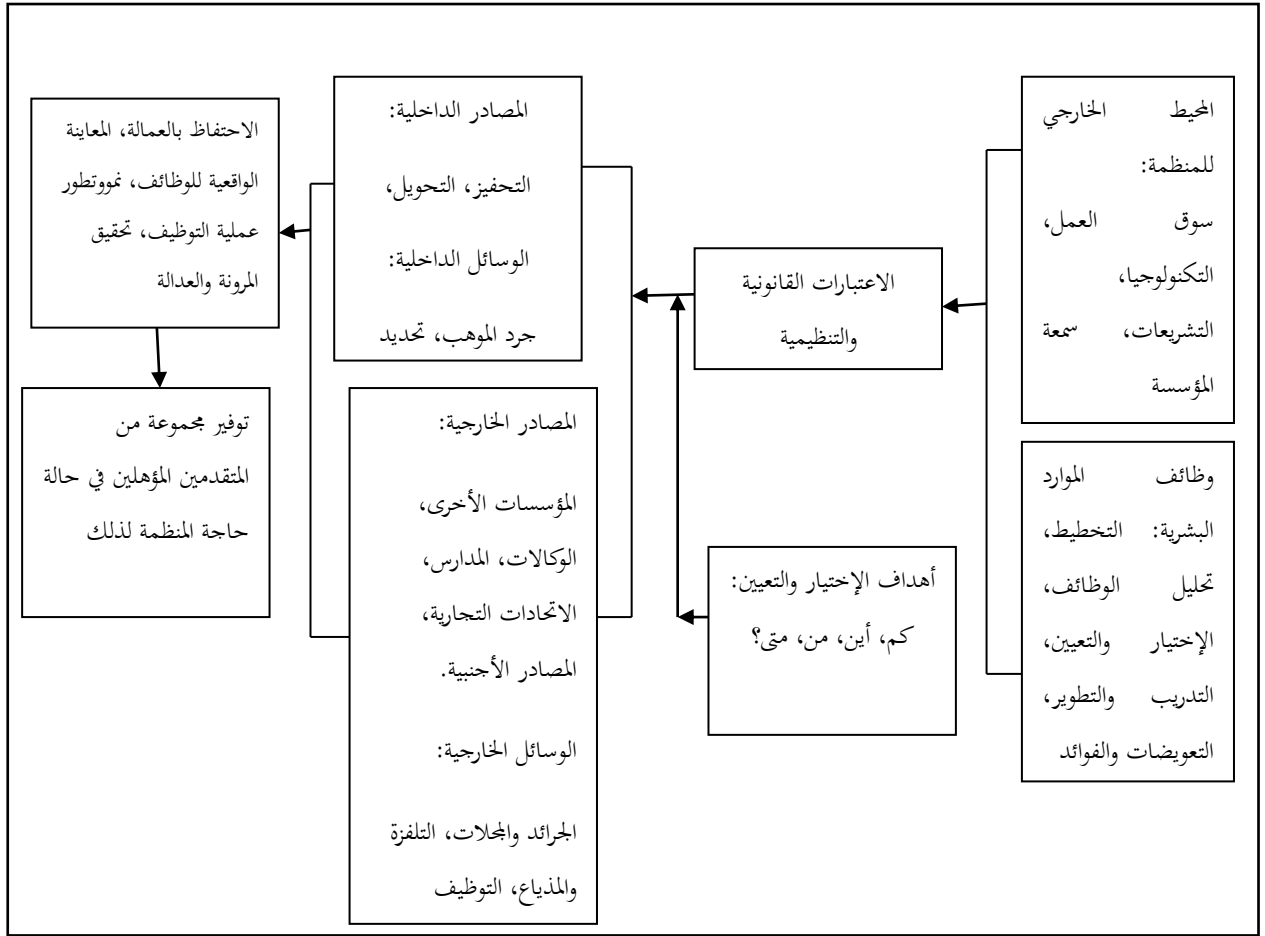 المحيط الخارجي
للمنظمة:
سوق العمل،
التكنولوجيا،
التشريعات، سمعة
المؤسسة
وظائف الموارد
البشرية: التخطيط،
تحليل الوظائف،
الإختيار والتعيين،
التدريب والتطوير،
التعويضات والفوائد
الاعتبارات القانونية
والتنظيمية
أهداف الإختيار والتعيين:
كم، أين، من، متى؟
المصادر الداخلية:
التحفيز، التحويل،
الوسائل الداخلية:
جرد الموهب، تحديد
المصادر الخارجية:
المؤسسات الأخرى،
الوكالات، المدارس،
الاتحادات التجارية،
المصادر الأجنبية.
الوسائل الخارجية:
الجرائد والمجلات، التلفزة
والمذياع، التوظيف
الاحتفاظ بالعمالة، المعاينة
الواقعية للوظائف، نمووتطور
عملية التوظيف، تحقيق
المرونة والعدالة
توفير مجموعة من
المتقدمين المؤهلين في حالة
حاجة المنظمة لذلك